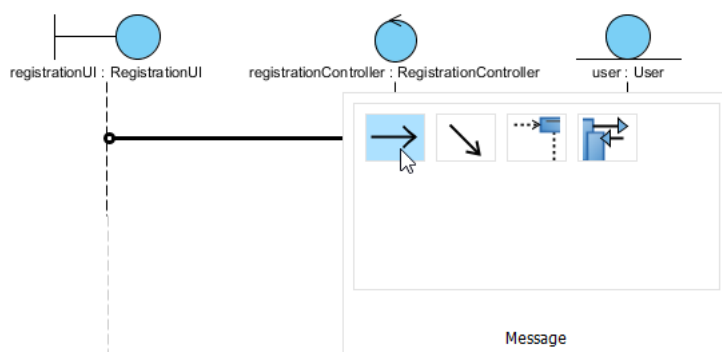 registrationUI : RegistrationUI
registrationController : RegistrationController
user : User
Message